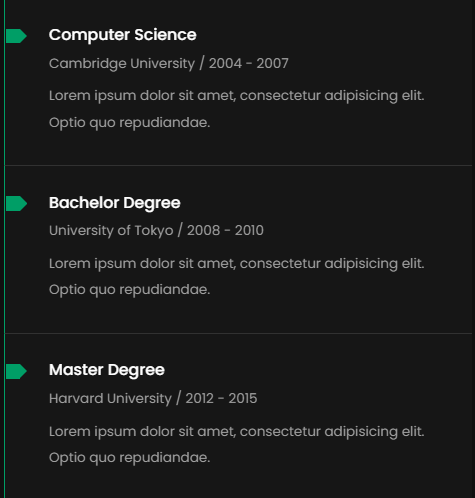 Computer Science
Cambridge University / 2004 - 2007
Lorem ipsum dolor sit amet, consectetur adipisicing elit.
Optio quo repudiandae.
Bachelor Degree
University of Tokyo / 2008 - 2010
Lorem ipsum dolor sit amet, consectetur adipisicing elit.
Optio quo repudiandae.
Master Degree
Harvard University / 2012 - 2015
Lorem ipsum dolor sit amet, consectetur adipisicing elit.
Optio quo repudiandae.